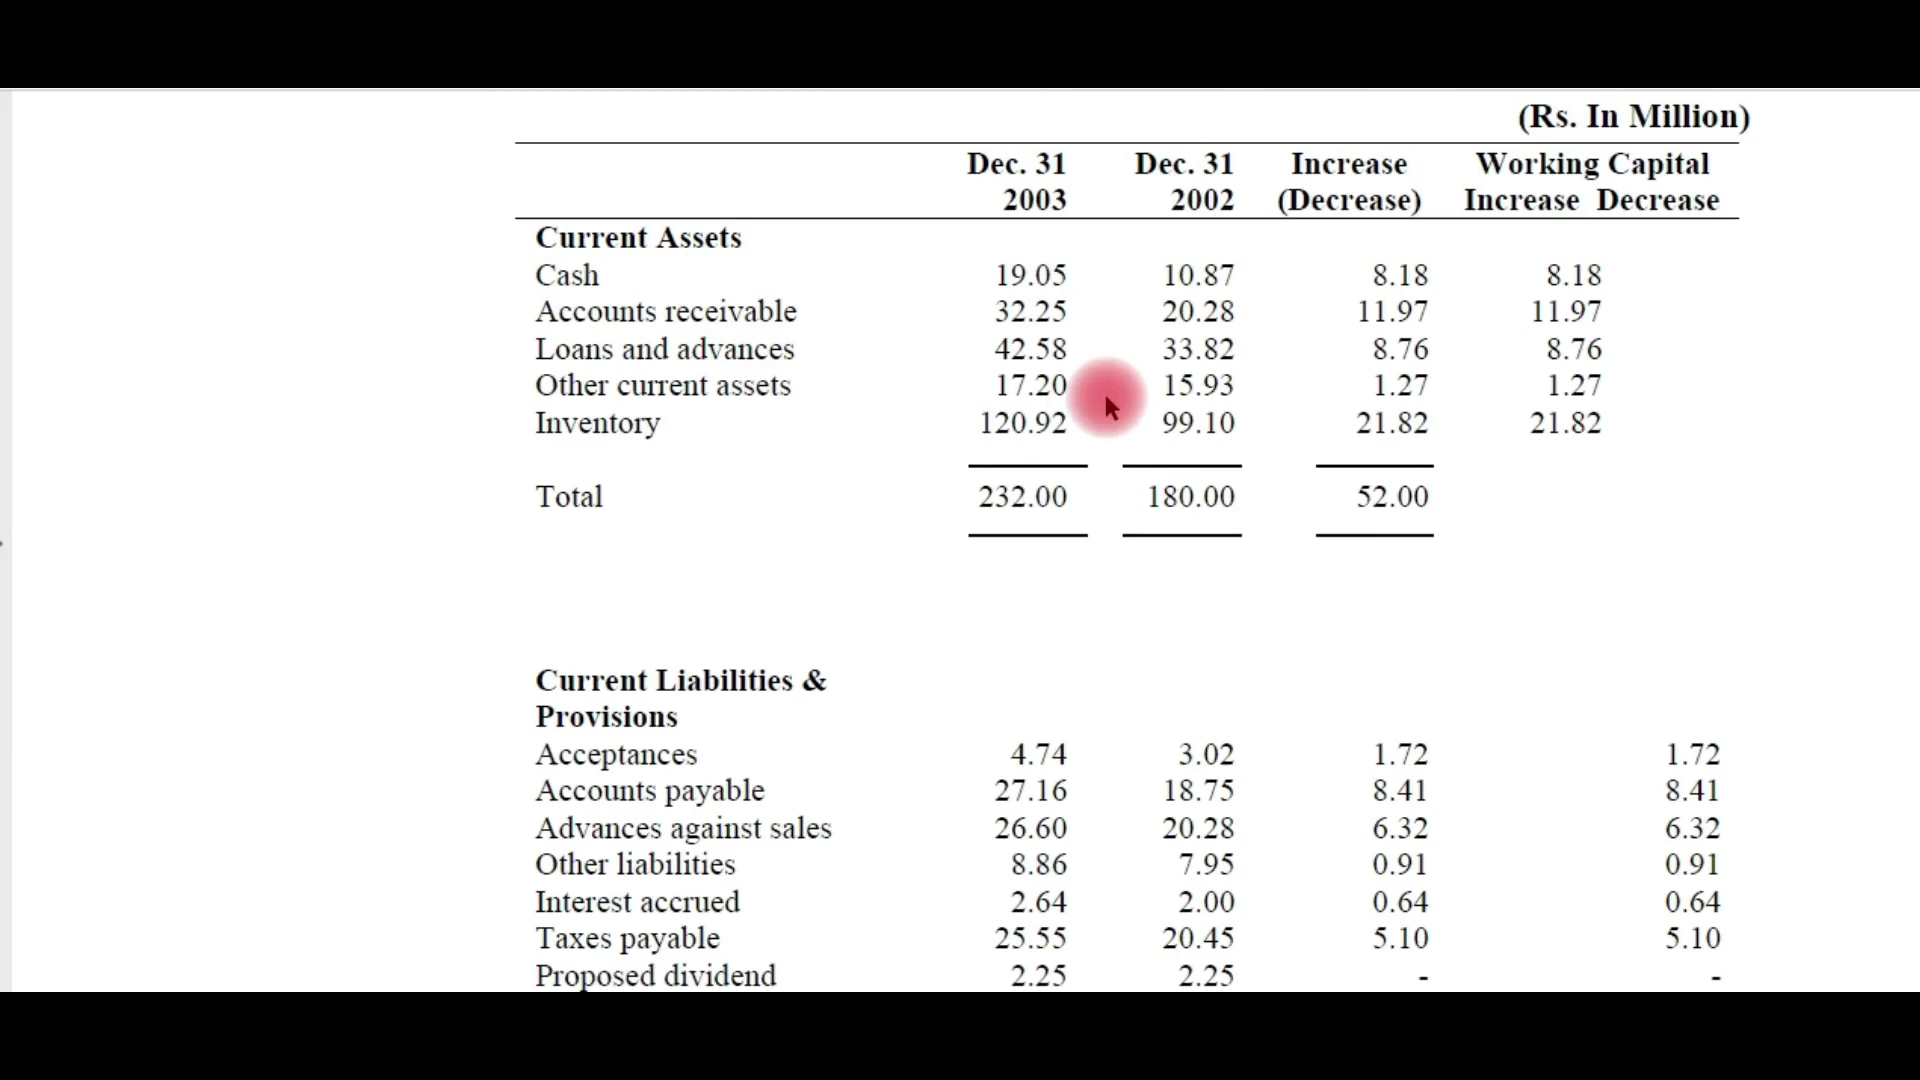 (Rs. In Million)
Dec. 31 Dec. 31 Increase Working Capital
2003 2002 (Decrease) Increase Decrease
Current Assets
Cash 19.05 10.87 8.18 8.18
Accounts receivable 32.25 20.28 11.97 11.97
Loans and advances 42.58 33.82 8.76 8.76
Other current assets 17.20 15.93 1.27 1.27
Inventory 120.92 99.10 21.82 21.82
Total 232.00 180.00 52.00
Current Liabilities &
Provisions
Acceptances 4.74 3.02 1.72 1.72
Accounts payable 27.16 18.75 8.41 8.41
Advances against sales 26.60 20.28 6.32 6.32
Other liabilities 8.86 7.95 0.91 0.91
Interest accrued 2.64 2.00 0.64 0.64
Taxes payable 25.55 20.45 5.10 5.10
Proposed dividend 2.25 2.25 - -